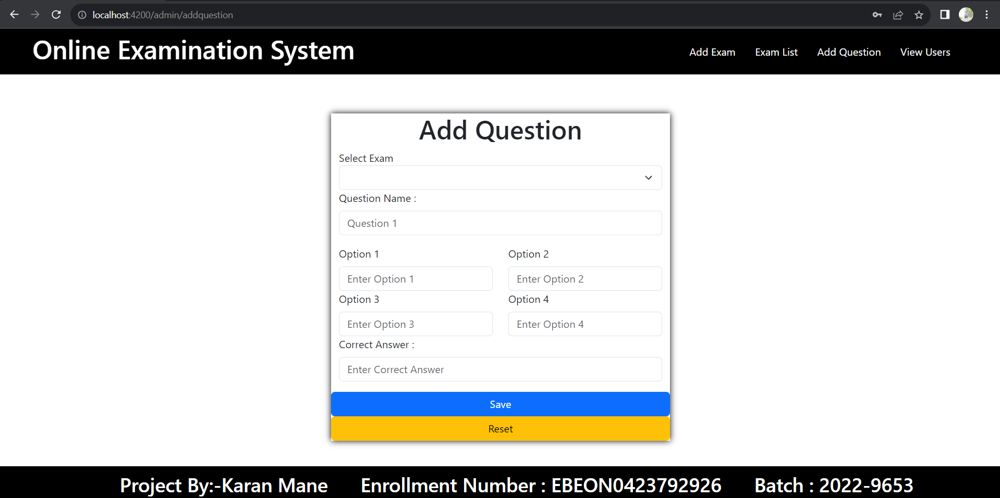 localhost:4200/admin/addquestion
Online Examination System
Add Exam Exam List Add Question View Users
Add Question
Select Exam
Question Name :
Question 1
Option 1 Option 2
Enter Option 1 Enter Option 2
Option 3 Option 4
Enter Option 3 Enter Option 4
Correct Answer :
Enter Correct Answer
Save
Reset
Project By:-Karan Mane Enrollment Number : EBEON0423792926 Batch : 2022-9653